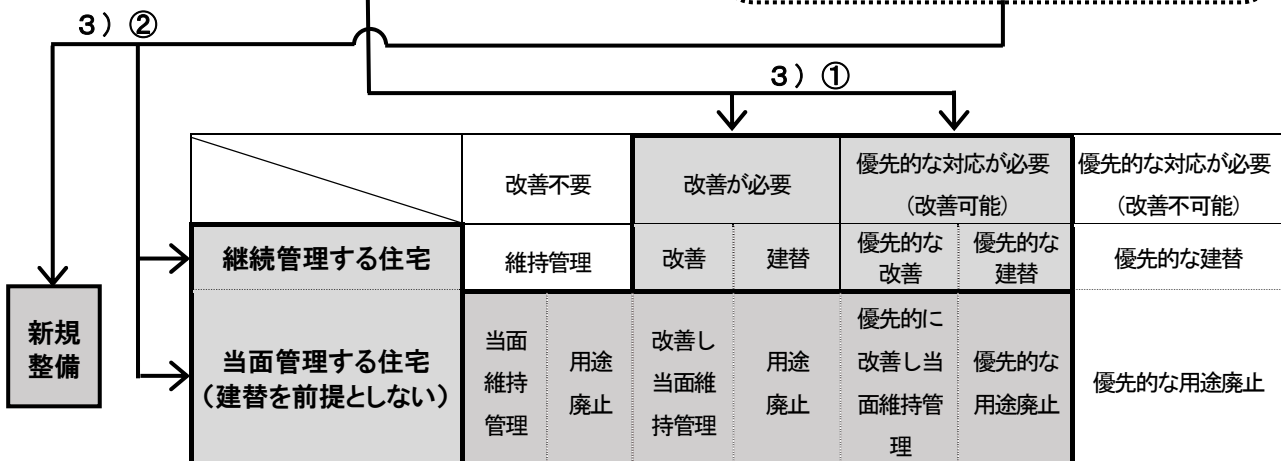 3）②
3）①
改善不要
改善が必要
優先的な対応が必要
（改善可能）
優先的な対応が必要
（改善不可能）
継続管理する住宅
維持管理
改善
建替
優先的な
改善
優先的な
建替
優先的な建替
新規
整備
当面管理する住宅
（建替を前提としない）
当面
維持
管理
用途
廃止
改善し
当面維
持管理
用途
廃止
優先的に
改善し当
面維持管
理
優先的な
用途廃止
優先的な用途廃止